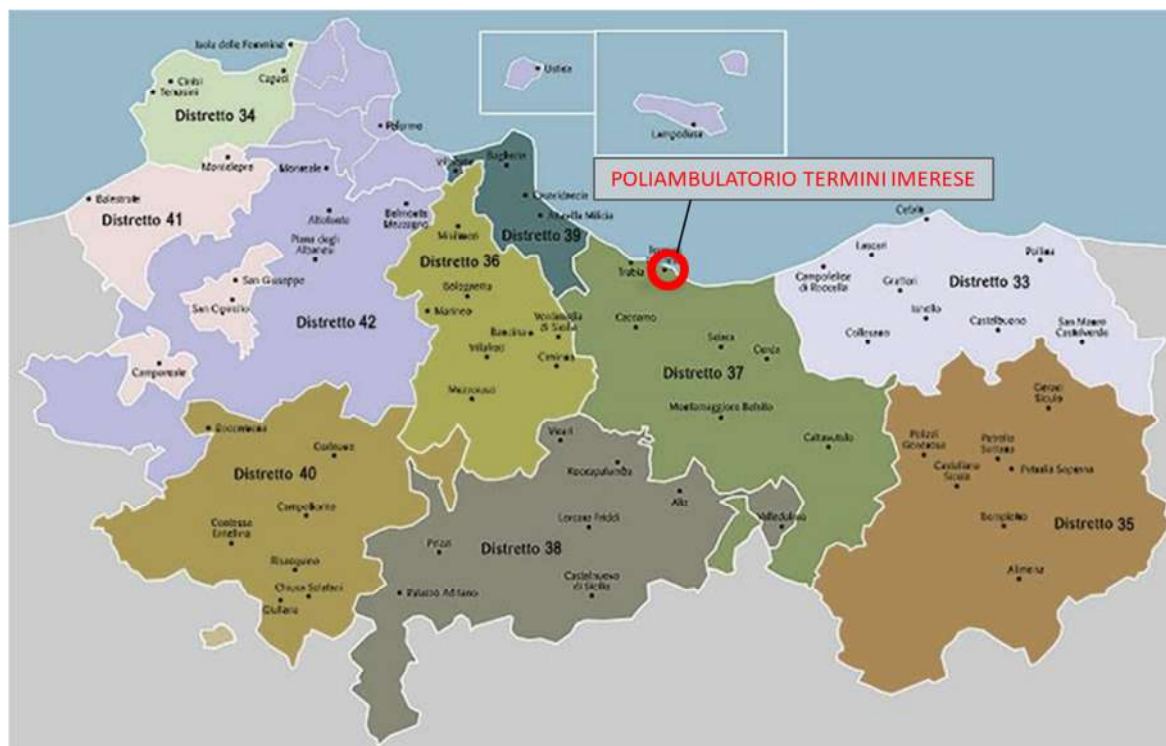 Isola delle Femmine
Cinisi
Terrasini
Capaci
Distretto 34
Palermo
Ustica
Lampedusa
Montelepre
Monreale
Villabate
Bagheria
POLIAMBULATORIO TERMINI IMERESE
Balestrate
Distretto 41
Altofonte
Belmonte
Mezzagno
Casteldaccia
Altavilla Milicia
Piana degli
Albanesi
Misilmeri
Distretto 39
Distretto 36
Cefalù
Lascari
Pollina
Campofelice
di Roccella
Gratteri
Distretto 33
Trabia
San Giuseppe
San Cipirello
Bolognetta
Marineo
Distretto 42
Ventimiglia
di Sicilia
Baucina
Villafrati
Ciminna
Mezzojuso
Caccamo
Sciara
Cerda
Distretto 37
Isnello
Collesano
Castelbuono
San Mauro
Castelverde
Camporeale
Montemaggiore Belsito
Caltavuturo
Geraci
Siculo
Roccamena
Corleone
Distretto 40
Vicari
Roccapalumba
Alia
Polizzi
Generosa
Petralia
Sottana
Petralia Soprana
Castellana
Sicula
Campofiorito
Contessa
Entellina
Lercara Friddi
Valledolmo
Bompietro
Distretto 35
Prizzi
Distretto 38
Bisacquino
Chiusa Sclafani
Giuliana
Palazzo Adriano
Castelnuovo
di Sicilia
Alimena